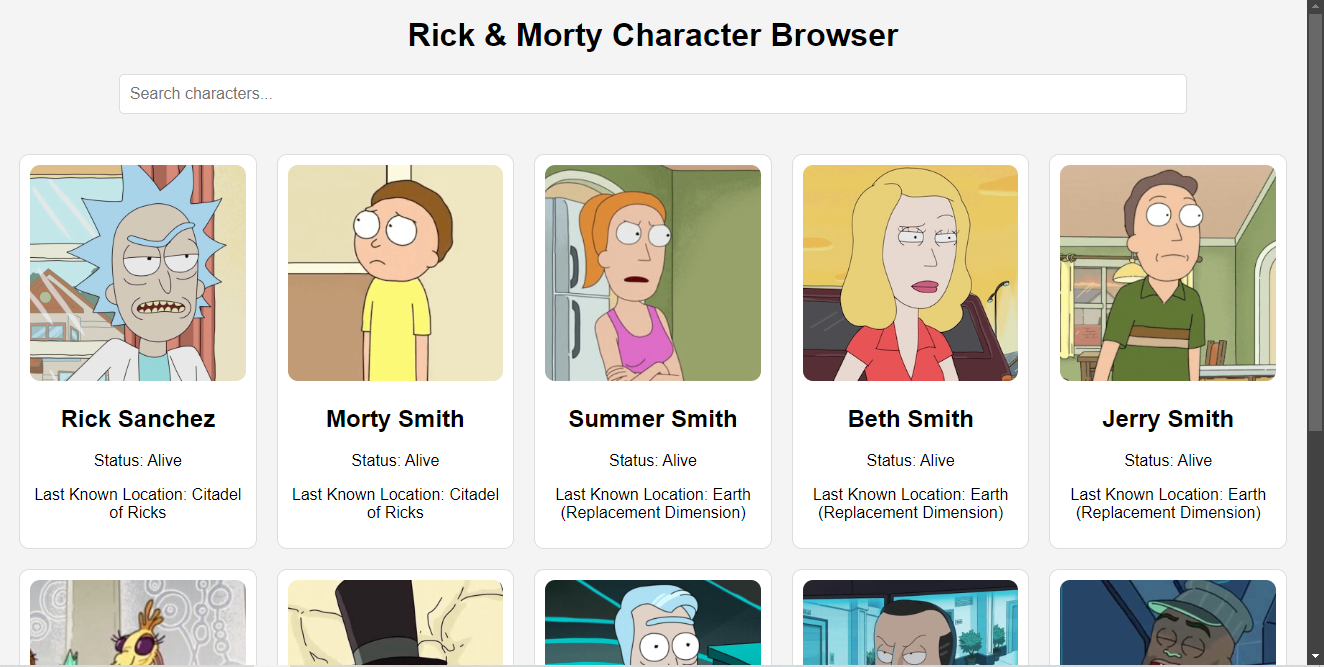 Rick & Morty Character Browser
Search characters...
Rick Sanchez
Status: Alive
Last Known Location: Citadel
of Ricks
Morty Smith
Status: Alive
Last Known Location: Citadel
of Ricks
Summer Smith
Status: Alive
Last Known Location: Earth
(Replacement Dimension)
Beth Smith
Status: Alive
Last Known Location: Earth
(Replacement Dimension)
Jerry Smith
Status: Alive
Last Known Location: Earth
(Replacement Dimension)